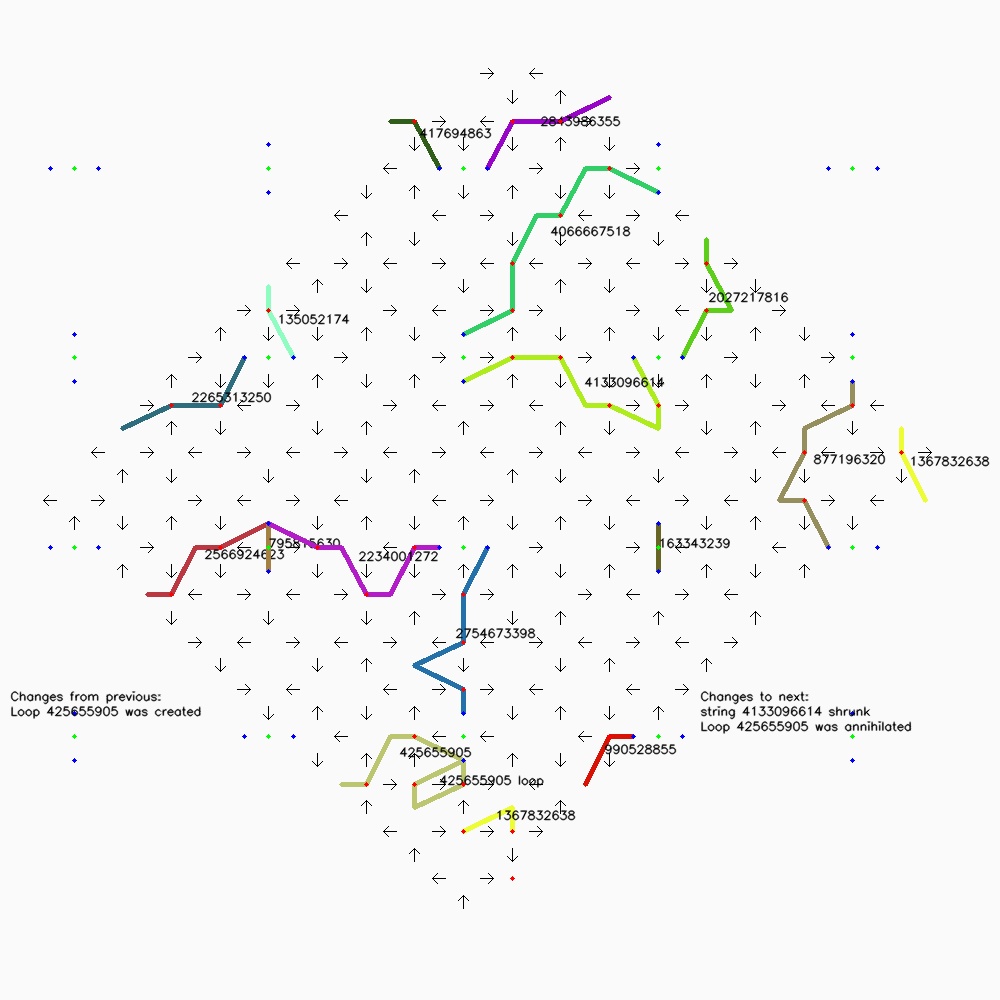 417694863
2843986355
4066667518
2027217816
135052174
4133096614
2265313250
877196320
1367832638
795815630
2566924623
2234001272
163343239
2754673398
Changes from previous:
Loop 425655905 was created
Changes to next:
string 4133096614 shrunk
Loop 425655905 was annihilated
990528855
425655905
425655905 loop
1367832638